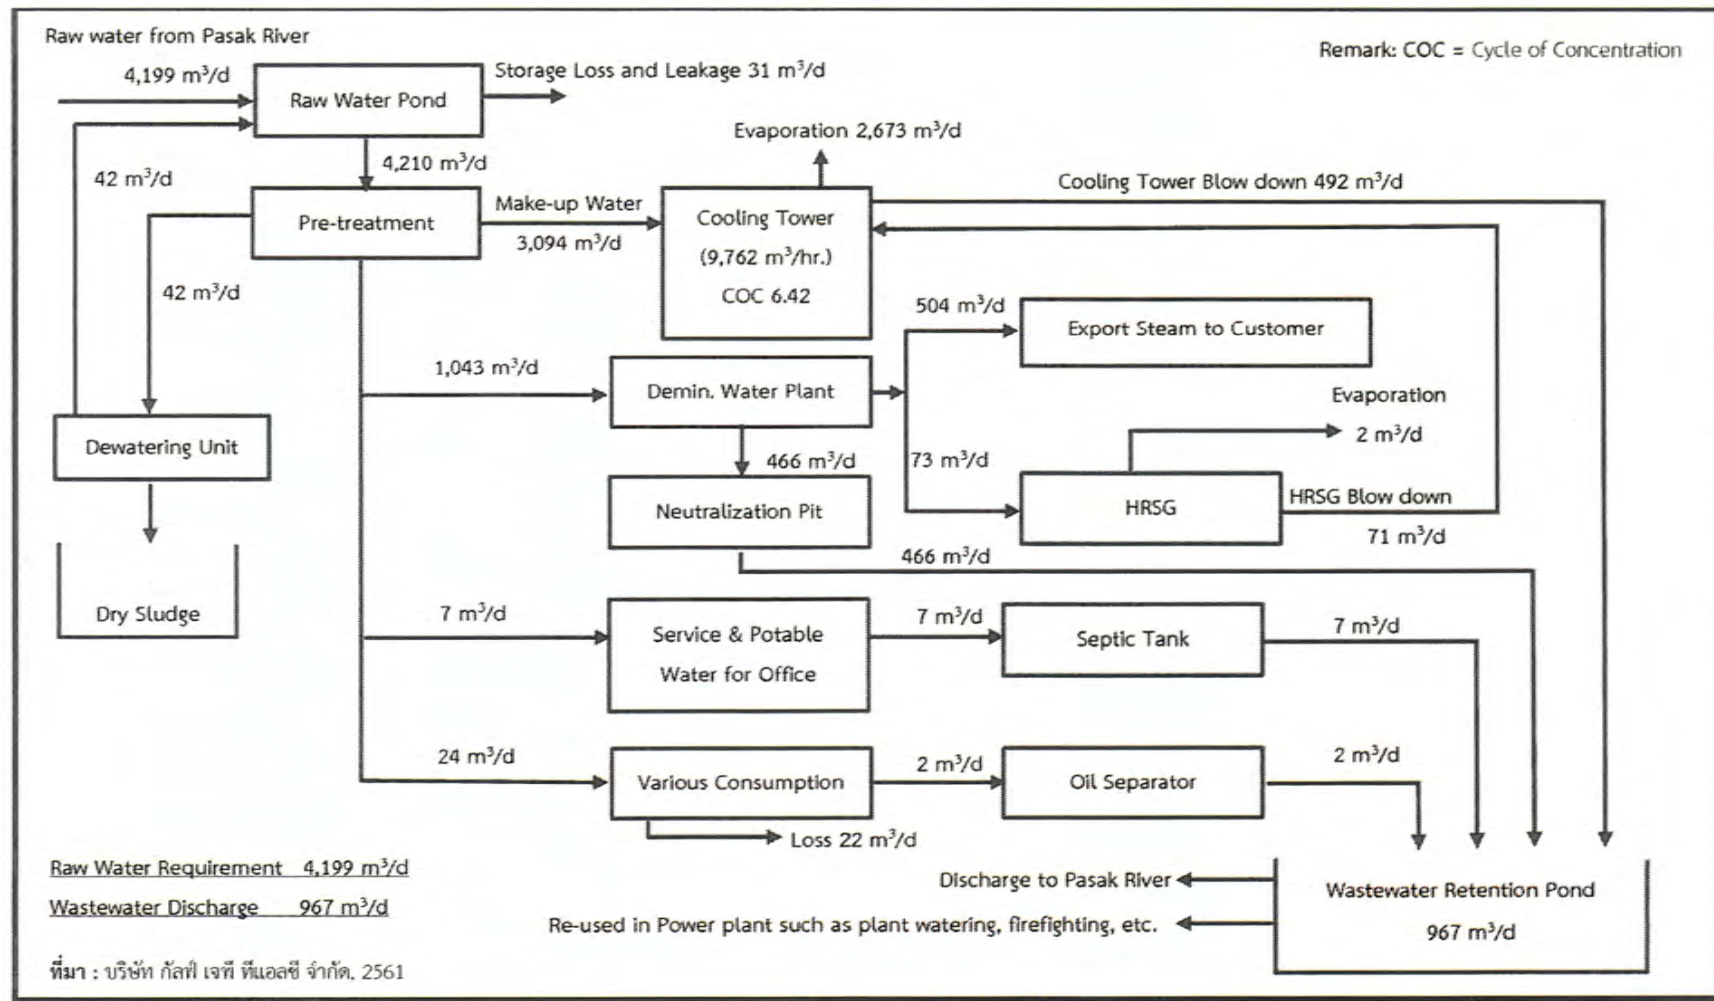 Raw water from Pasak River
Remark: COC = Cycle of Concentration
4,199 m³/d
Raw Water Pond
Storage Loss and Leakage 31 m³/d
Evaporation 2,673 m³/d
42 m³/d
4,210 m³/d
Cooling Tower Blow down 492 m³/d
Pre-treatment
Make-up Water
3,094 m³/d
Cooling Tower
(9,762 m³/hr.)
COC 6.42
42 m³/d
504 m³/d
Export Steam to Customer
1,043 m³/d
Demin. Water Plant
Evaporation
2 m³/d
Dewatering Unit
466 m³/d
73 m³/d
Neutralization Pit
HRSG
HRSG Blow down
71 m³/d
466 m³/d
Dry Sludge
7 m³/d
Service & Potable
Water for Office
7 m³/d
Septic Tank
7 m³/d
24 m³/d
Various Consumption
2 m³/d
Oil Separator
2 m³/d
Loss 22 m³/d
Raw Water Requirement 4,199 m³/d
Wastewater Discharge 967 m³/d
Discharge to Pasak River
Re-used in Power plant such as plant watering, firefighting, etc.
Wastewater Retention Pond
967 m³/d
ที่มา : บริษัท กัลฟ์ เจพี ทีแอลซี จำกัด, 2561